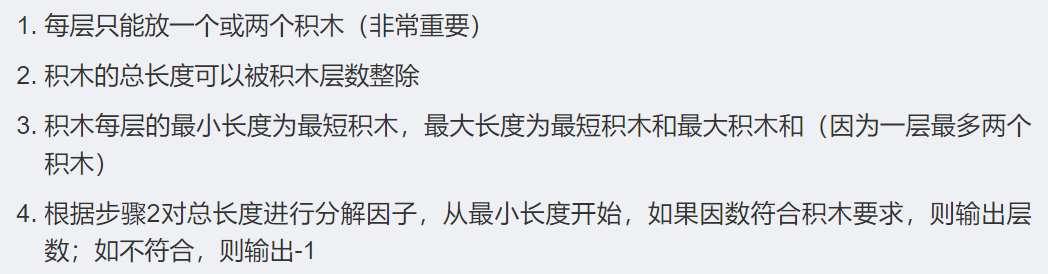 1. 每层只能放一个或两个积木（非常重要）
2. 积木的总长度可以被积木层数整除
3. 积木每层的最小长度为最短积木，最大长度为最短积木和最大积木和（因为一层最多两个
积木）
4. 根据步骤2对总长度进行分解因子，从最小长度开始，如果因数符合积木要求，则输出层
数；如不符合，则输出-1